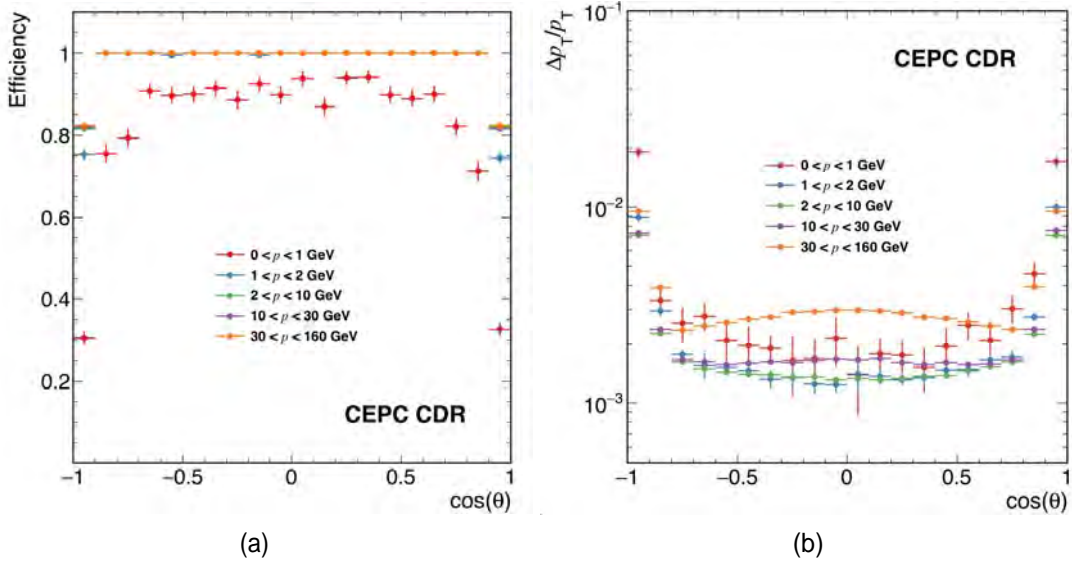 Efficiency
1
0.8
0.6
0.4
0.2
0 < p < 1 GeV
1 < p < 2 GeV
2 < p < 10 GeV
10 < p < 30 GeV
30 < p < 160 GeV
CEPC CDR
−1 −0.5 0 0.5 1
cos(θ)
(a)
Δp_T/p_T
10⁻¹
CEPC CDR
0 < p < 1 GeV
1 < p < 2 GeV
2 < p < 10 GeV
10 < p < 30 GeV
30 < p < 160 GeV
10⁻²
10⁻³
−1 −0.5 0 0.5 1
cos(θ)
(b)